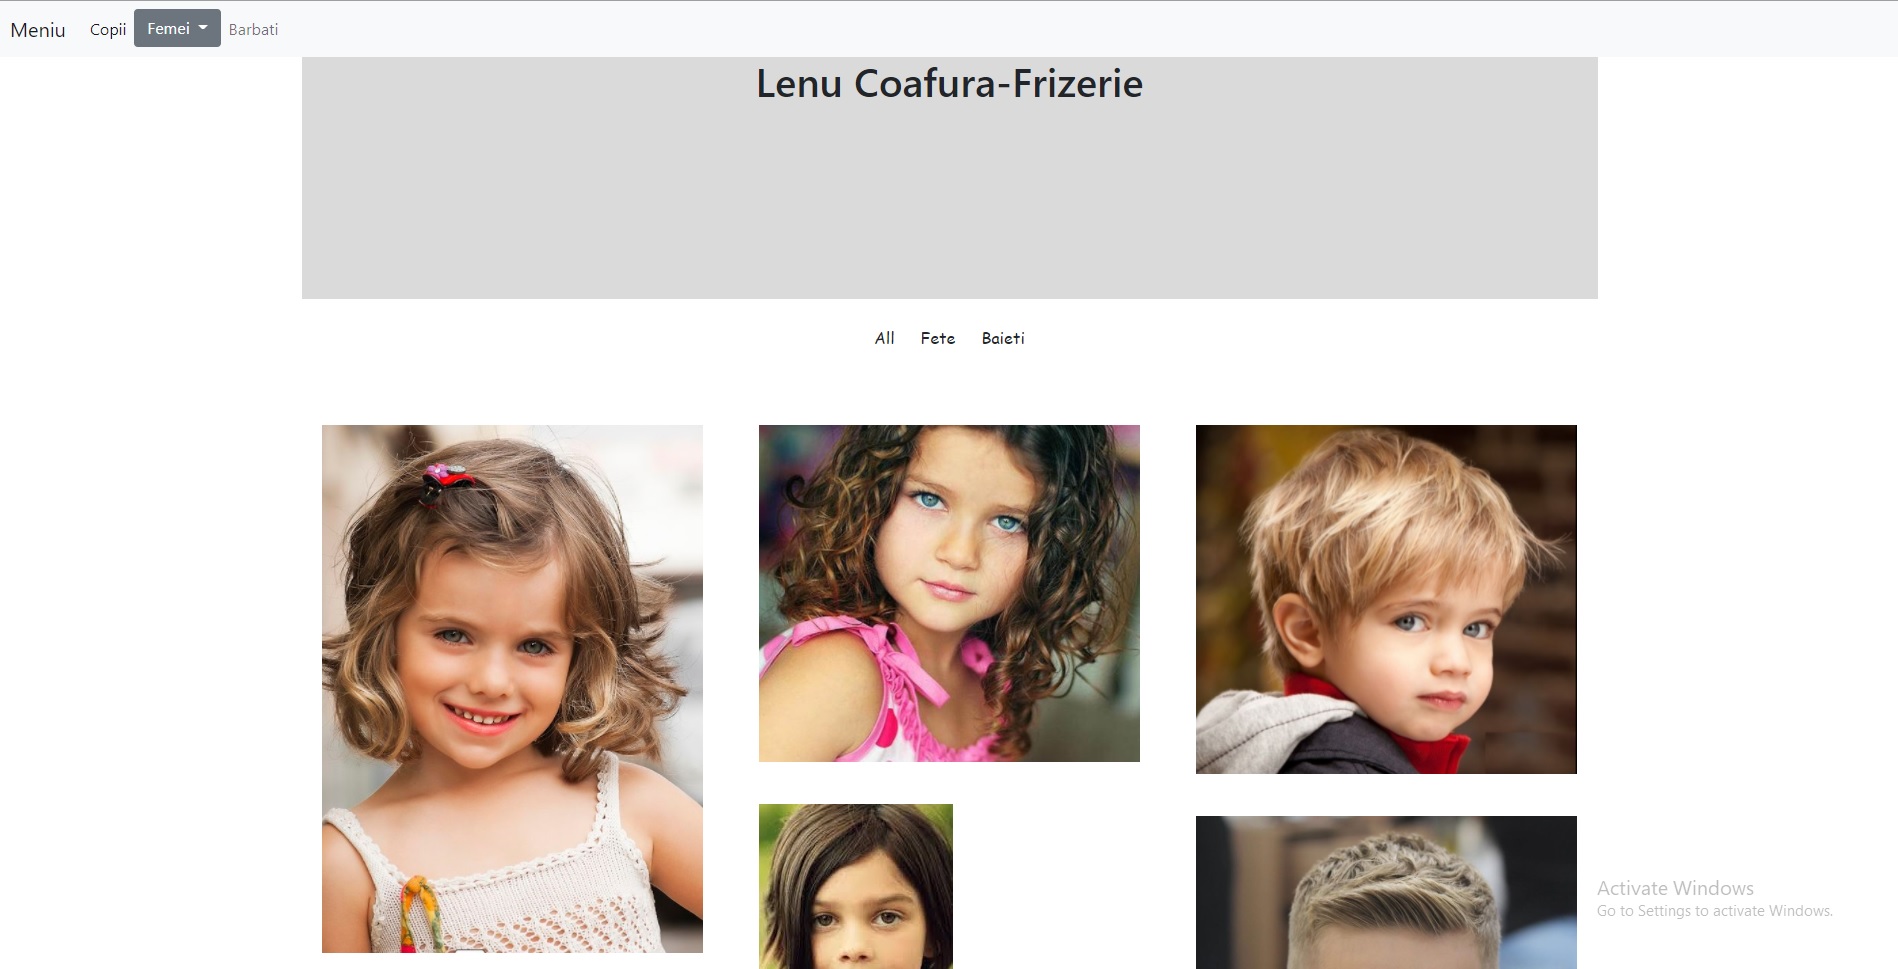 Meniu Copii Femei Barbati
Lenu Coafura-Frizerie
All Fete Baieti
Activate Windows
Go to Settings to activate Windows.